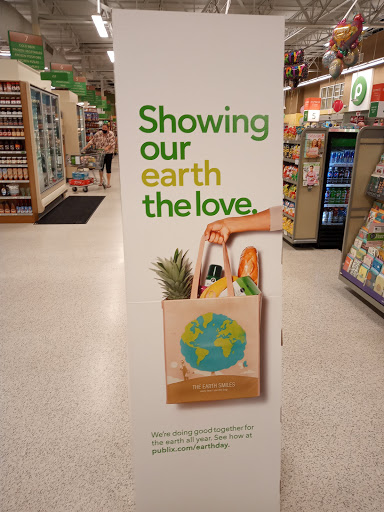 Showing
our
earth
the love.
THE EARTH SMILES
We're doing good together for
the earth all year. See how at
publix.com/earthday.